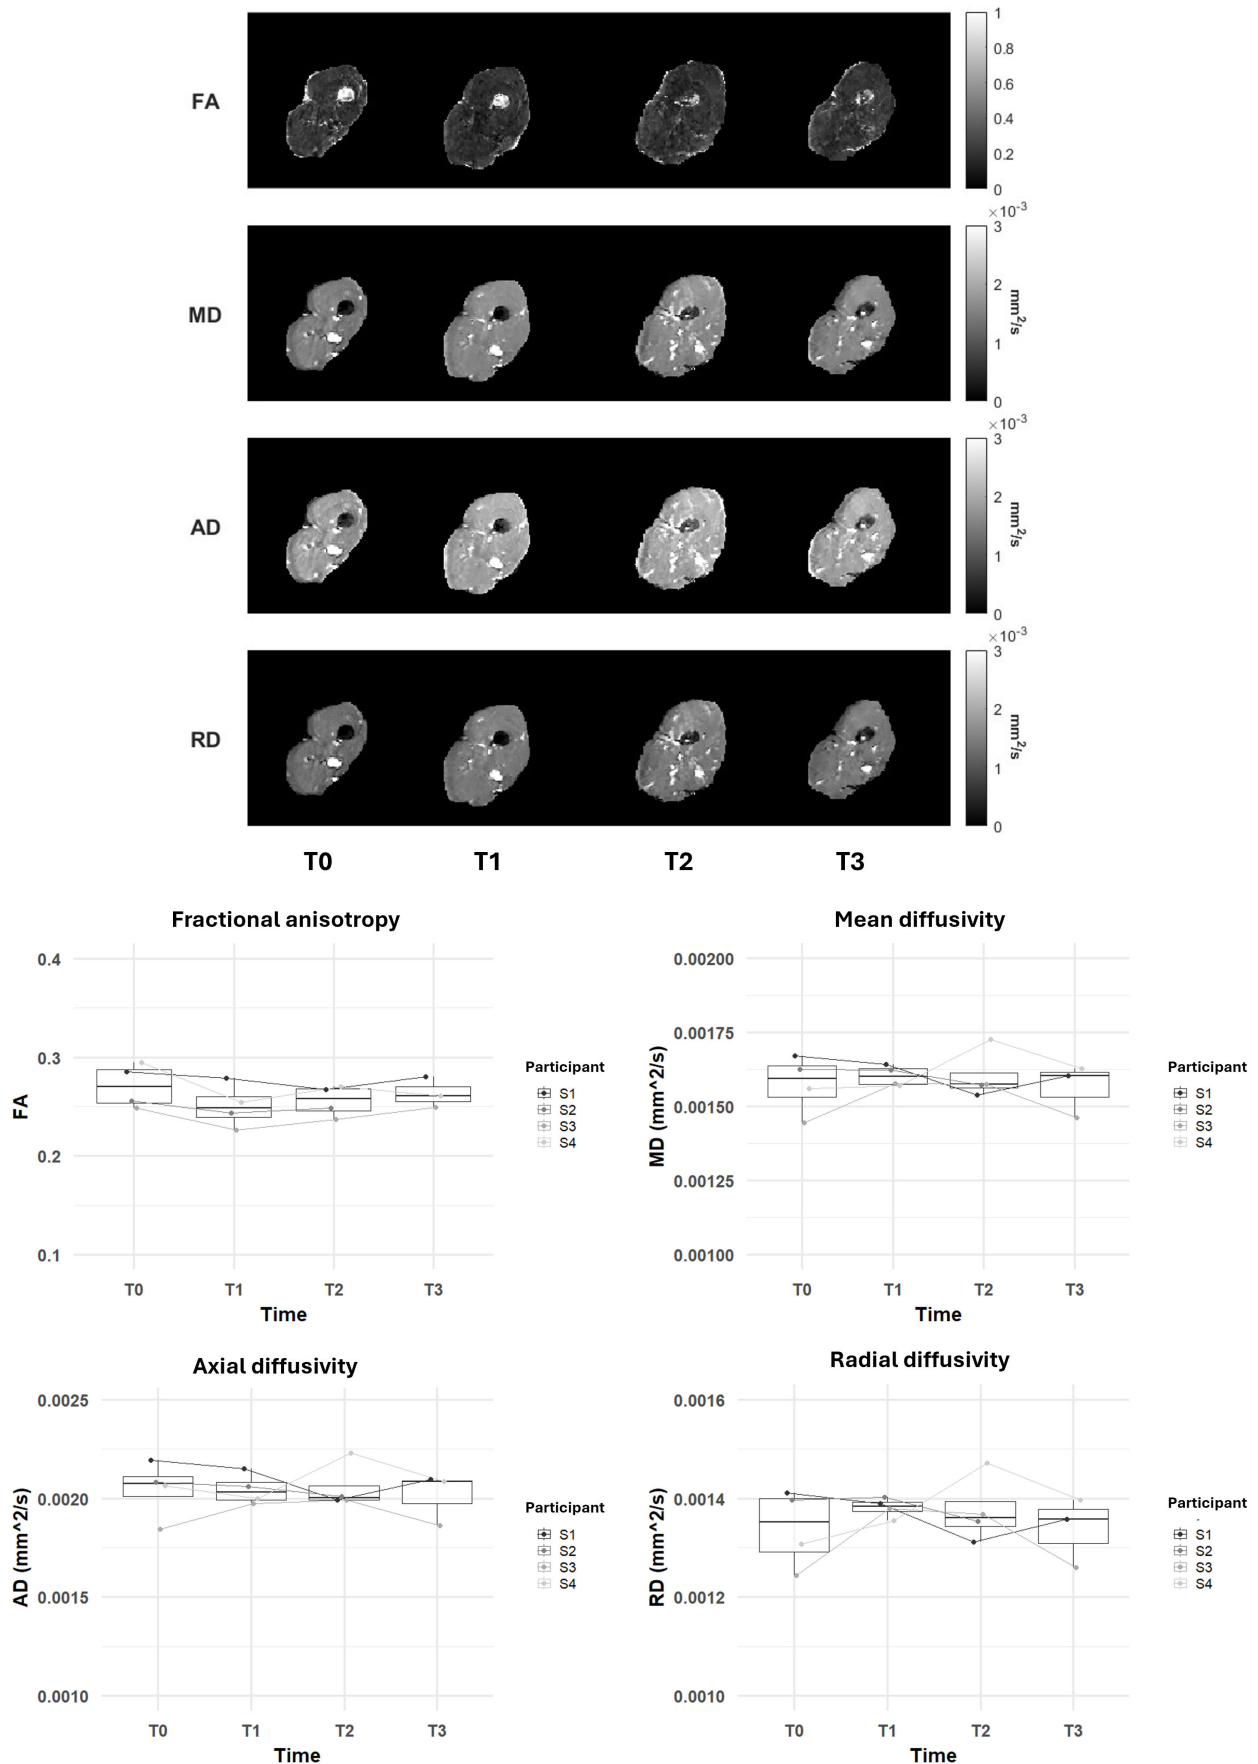 FA
1
0.8
0.6
0.4
0.2
0
×10-3
MD
3
2
1
0
mm2/s
×10-3
AD
3
2
1
0
mm2/s
×10-3
RD
3
2
1
0
mm2/s
T0 T1 T2 T3
Fractional anisotropy
FA
0.4
0.3
0.2
0.1
T0 T1 T2 T3
Time
Participant
S1
S2
S3
S4
Mean diffusivity
MD (mm^2/s)
0.00200
0.00175
0.00150
0.00125
0.00100
T0 T1 T2 T3
Time
Participant
S1
S2
S3
S4
Axial diffusivity
AD (mm^2/s)
0.0025
0.0020
0.0015
0.0010
T0 T1 T2 T3
Time
Participant
S1
S2
S3
S4
Radial diffusivity
RD (mm^2/s)
0.0016
0.0014
0.0012
0.0010
T0 T1 T2 T3
Time
Participant
S1
S2
S3
S4